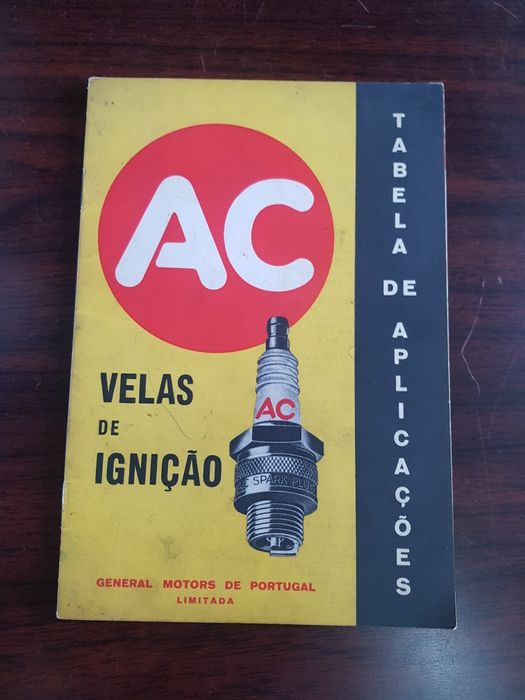 AC
VELAS
DE
IGNIÇÃO
AC
AC SPARK PLUG
GENERAL MOTORS DE PORTUGAL
LIMITADA
TABELA DE APLICAÇÕES